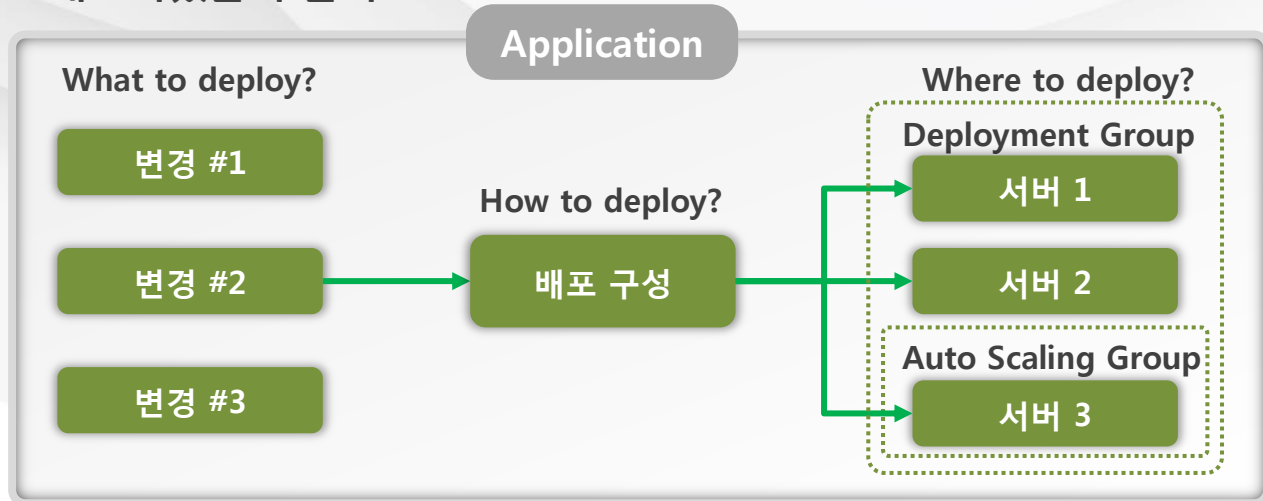 Application
What to deploy?
변경 #1
변경 #2
변경 #3
How to deploy?
배포 구성
Where to deploy?
Deployment Group
서버 1
서버 2
Auto Scaling Group
서버 3